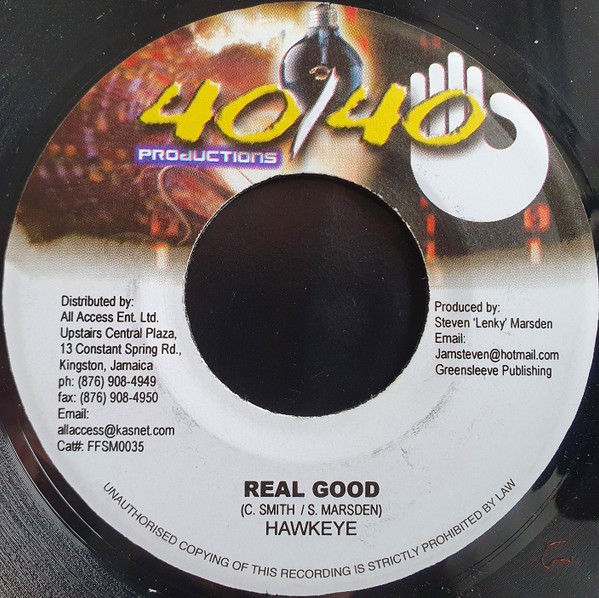 40/40
PRODUCTIONS
Distributed by:
All Access Ent. Ltd.
Upstairs Central Plaza,
13 Constant Spring Rd.,
Kingston, Jamaica
ph: (876) 908-4949
fax: (876) 908-4950
Email:
allaccess@kasnet.com
Cat#: FFSM0035
Produced by:
Steven 'Lenky' Marsden
Email:
Jamsteven@hotmail.com
Greensleeve Publishing
REAL GOOD
(C. SMITH / S. MARSDEN)
HAWKEYE
UNAUTHORISED COPYING OF THIS RECORDING IS STRICTLY PROHIBITED BY LAW